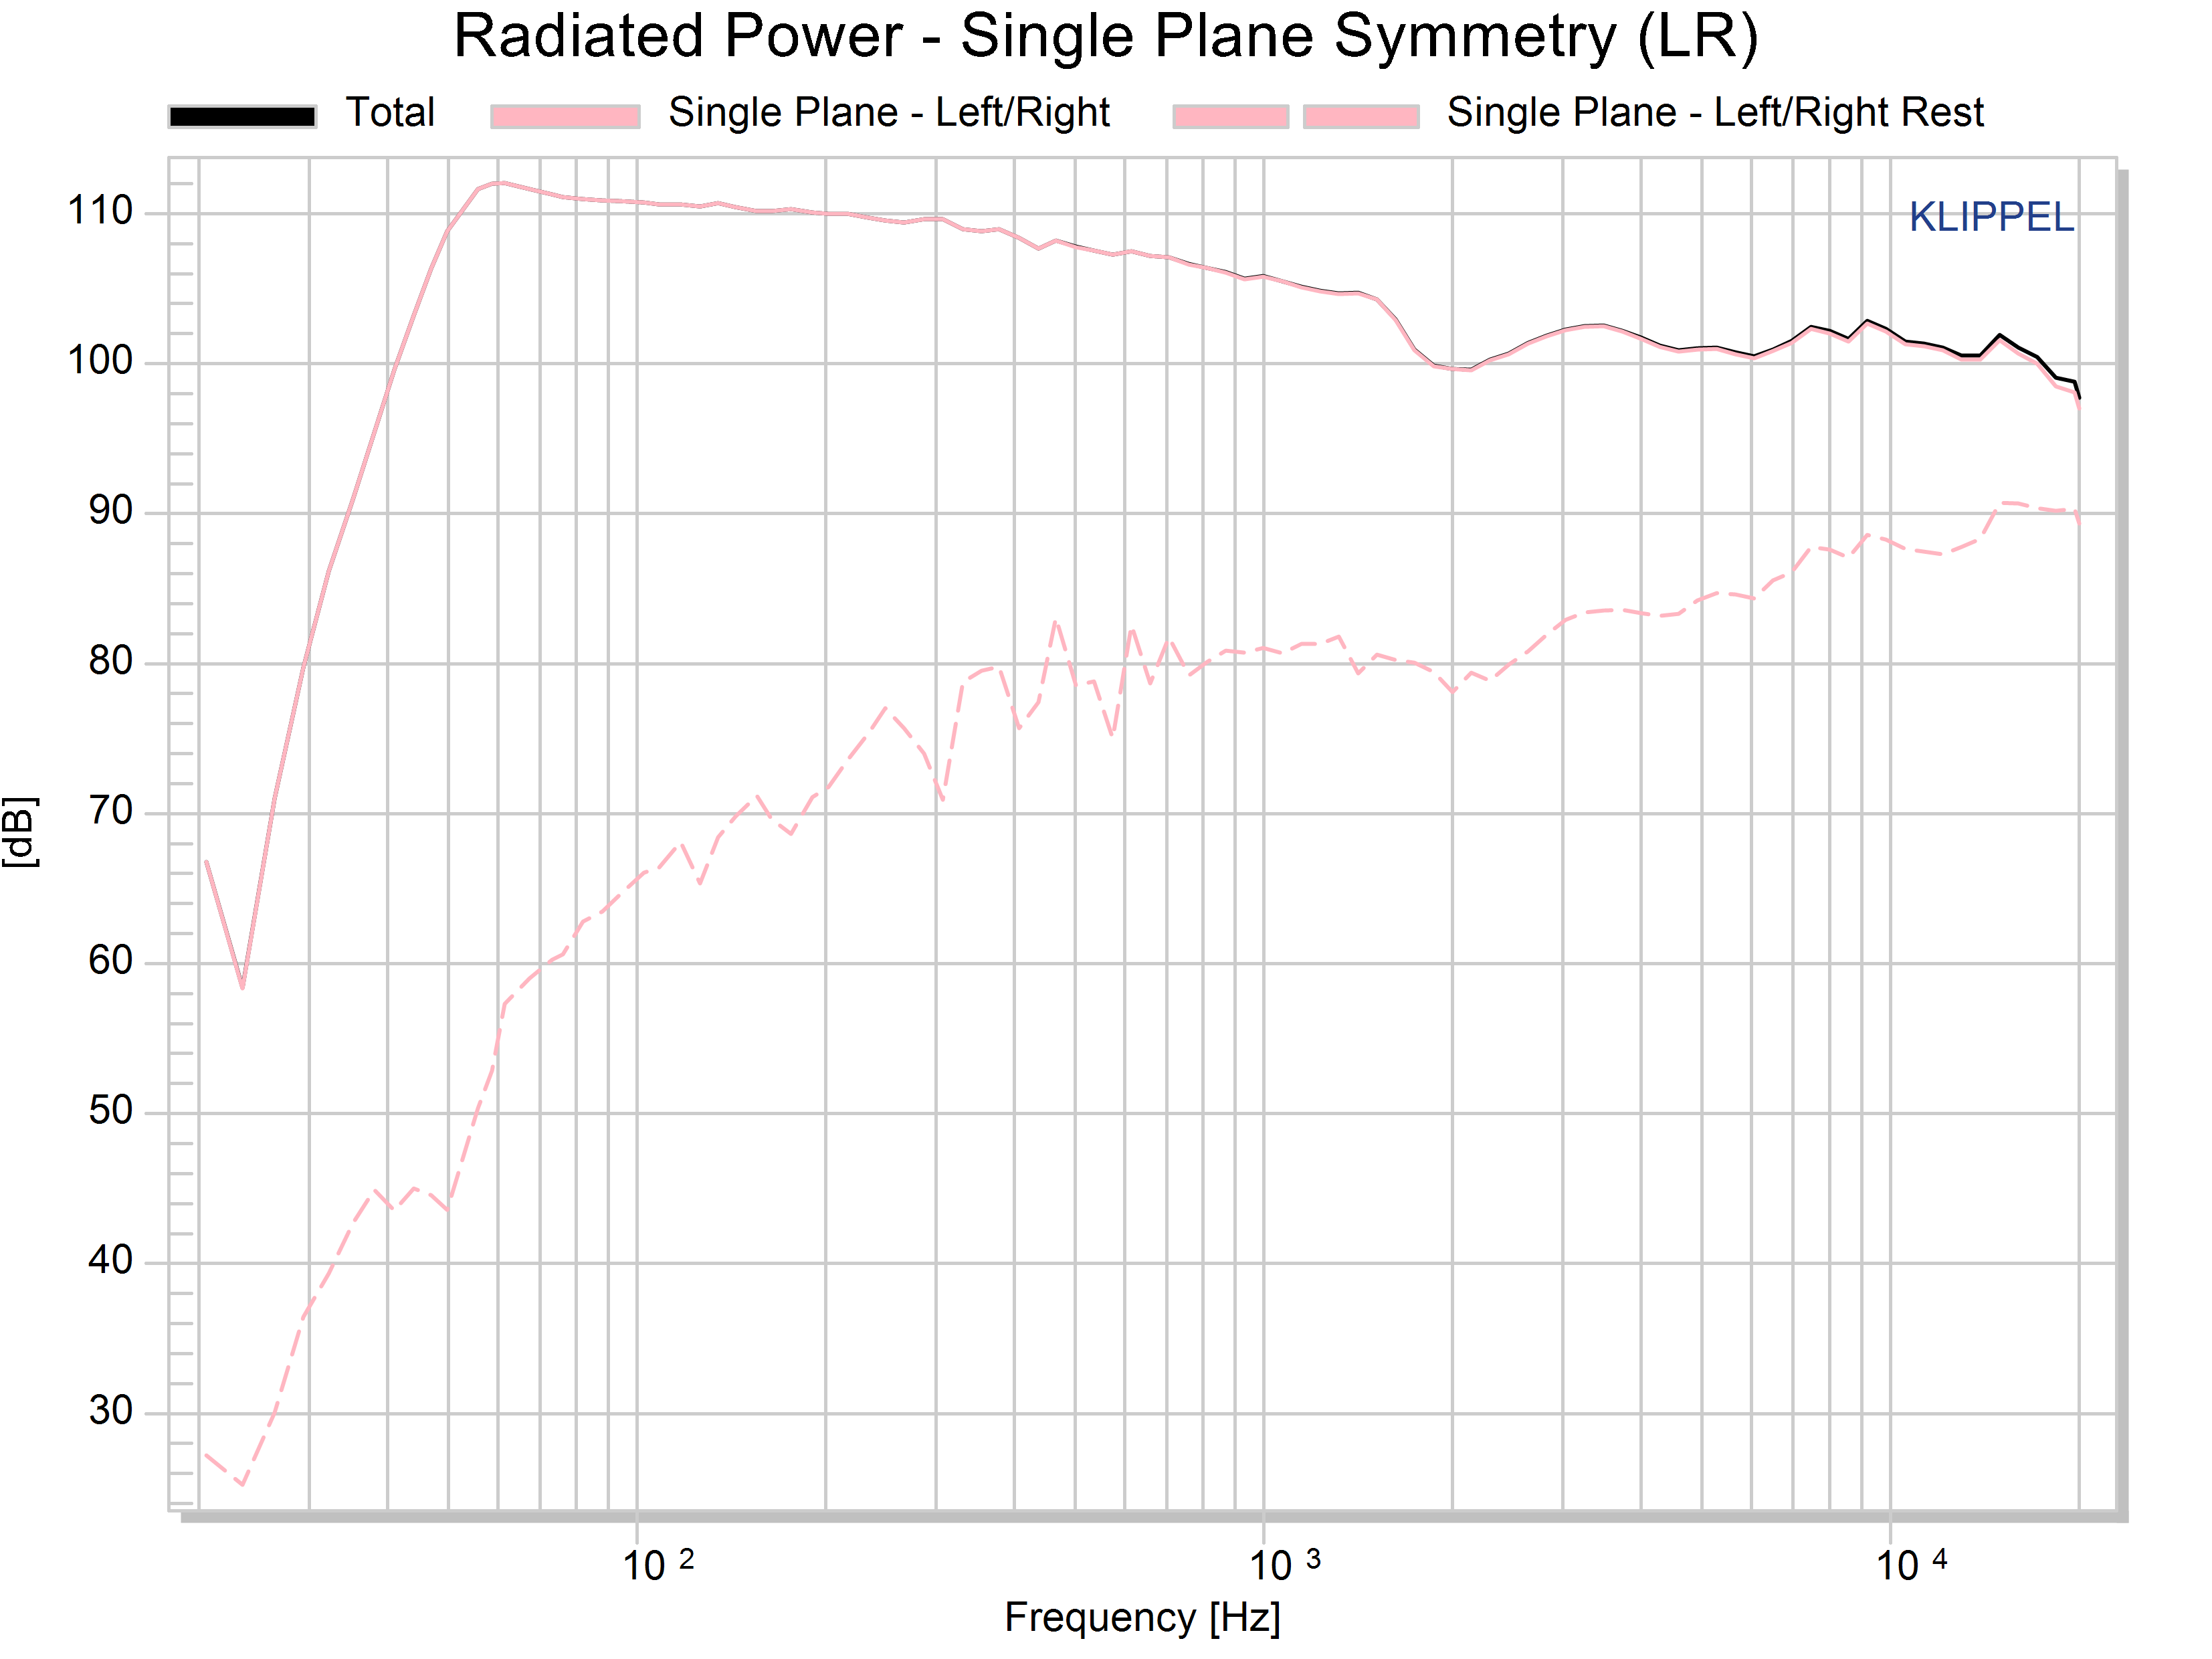 Radiated Power - Single Plane Symmetry (LR)
Total Single Plane - Left/Right Single Plane - Left/Right Rest
KLIPPEL
110
100
90
80
70
60
50
40
30
[dB]
10 2 10 3 10 4
Frequency [Hz]